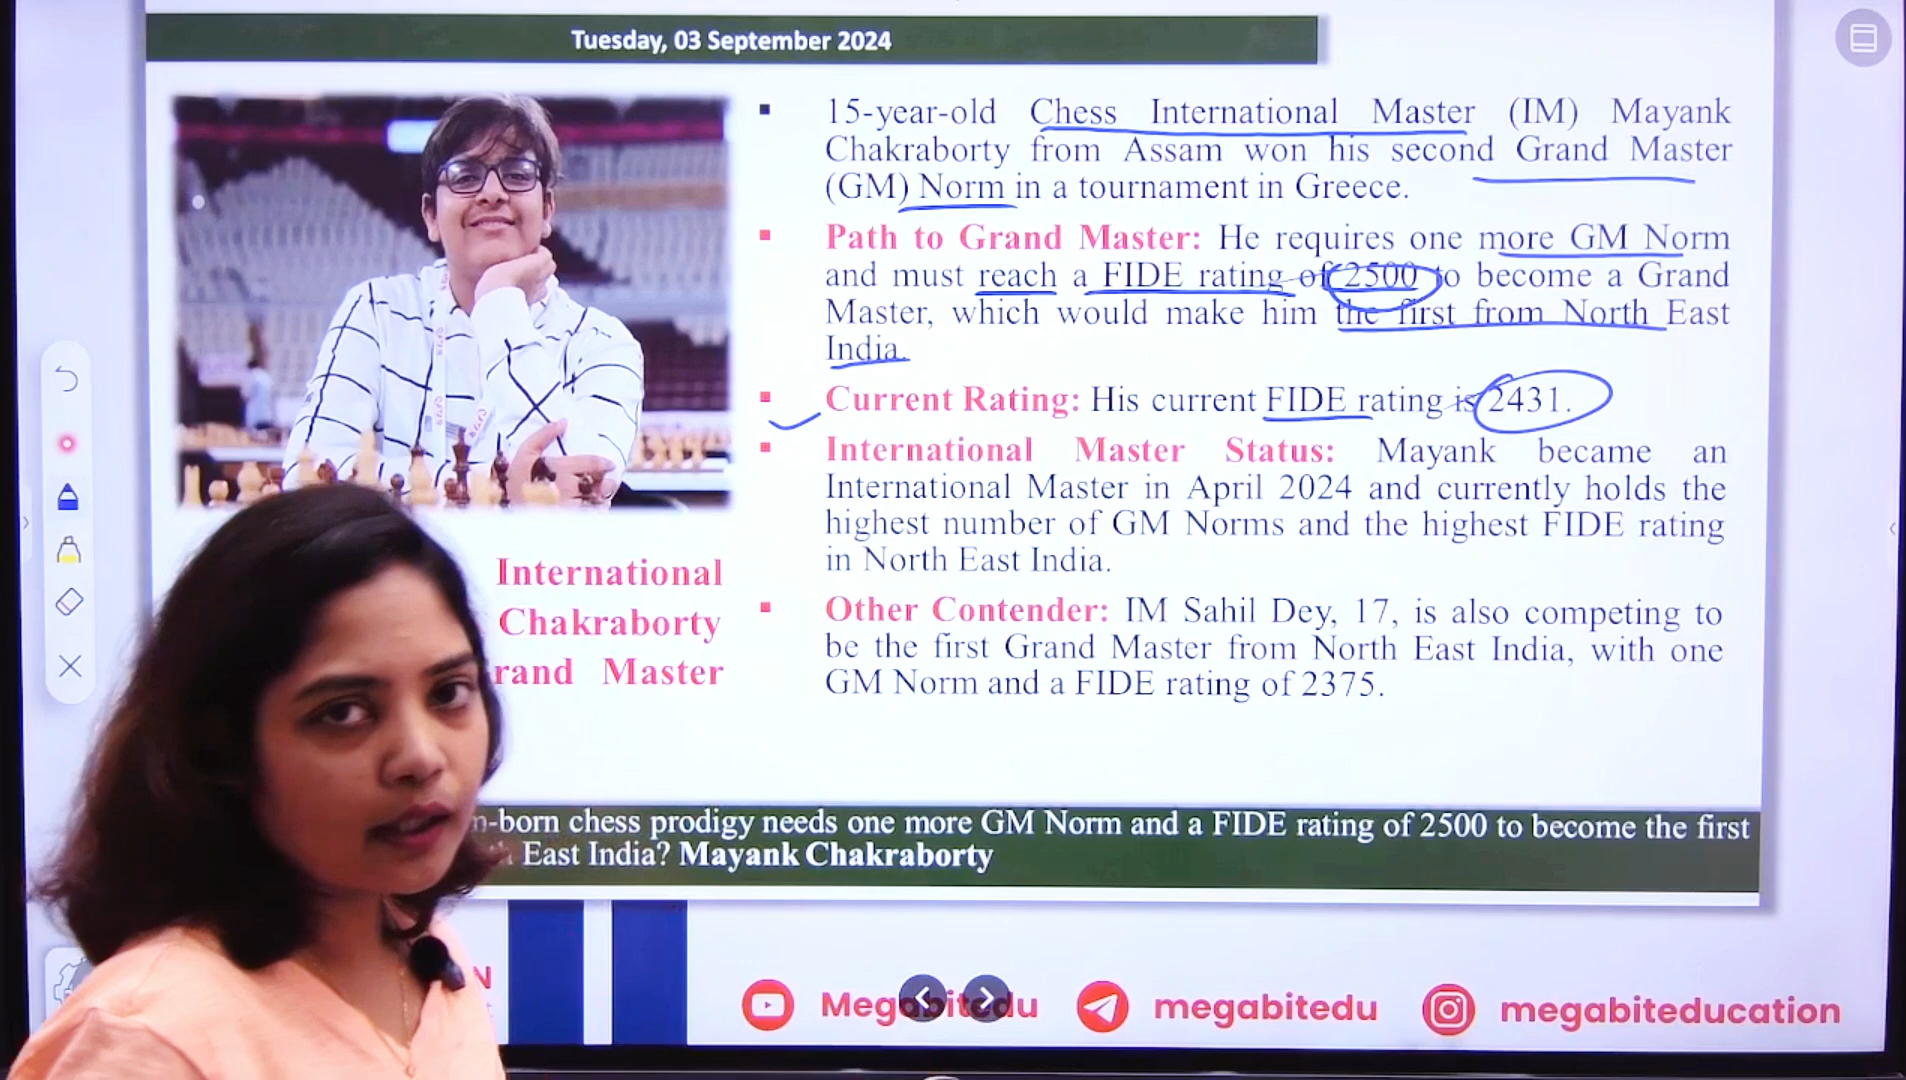 Tuesday, 03 September 2024
15-year-old Chess International Master (IM) Mayank
Chakraborty from Assam won his second Grand Master
(GM) Norm in a tournament in Greece.
Path to Grand Master: He requires one more GM Norm
and must reach a FIDE rating of 2500 to become a Grand
Master, which would make him the first from North East
India.
Current Rating: His current FIDE rating is 2431.
International Master Status: Mayank became an
International Master in April 2024 and currently holds the
highest number of GM Norms and the highest FIDE rating
in North East India.
Other Contender: IM Sahil Dey, 17, is also competing to
be the first Grand Master from North East India, with one
GM Norm and a FIDE rating of 2375.
International
Chakraborty
rand Master
-born chess prodigy needs one more GM Norm and a FIDE rating of 2500 to become the first
East India? Mayank Chakraborty
N
Megabitedu
megabitedu
megabiteducation